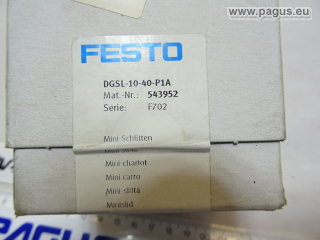 © www.pagus.eu
FESTO
DGSL-10-40-P1A
Mat.-Nr.: 543952
Serie: F702
Mini-Schlitten
Mini-chariot
Mini carro
Mini-slitta
Minislid
PAGUS